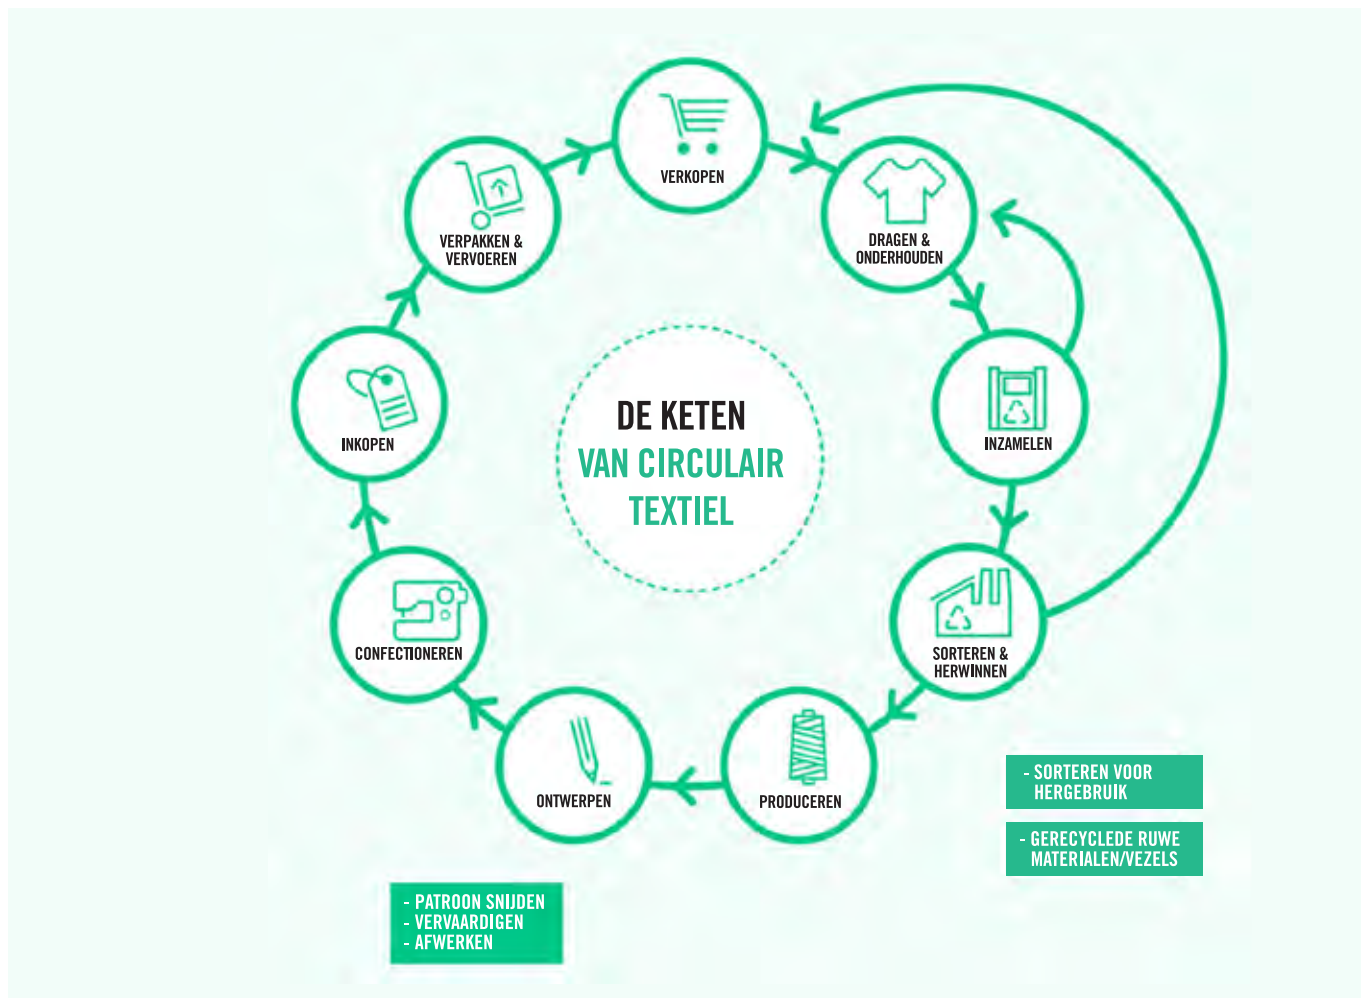 VERKOPEN
DRAGEN &
ONDERHOUDEN
INZAMELEN
SORTEREN &
HERWINNEN
PRODUCEREN
ONTWERPEN
CONFECTIONEREN
INKOPEN
VERPAKKEN &
VERVOEREN
DE KETEN
VAN CIRCULAIR
TEXTIEL
- SORTEREN VOOR
HERGEBRUIK
- GERECYCLEDE RUWE
MATERIALEN/VEZELS
- PATROON SNIJDEN
- VERVAARDIGEN
- AFWERKEN